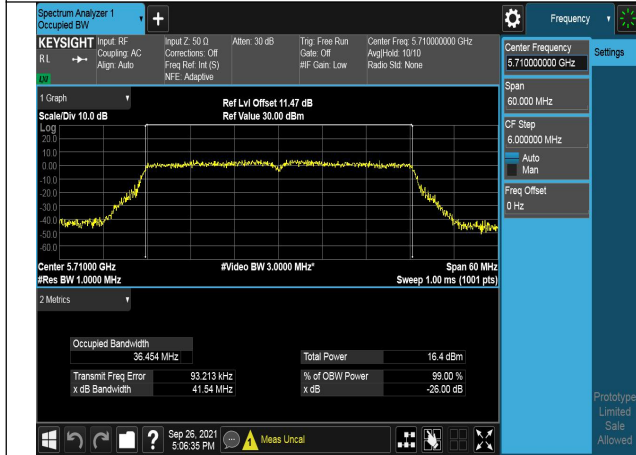 Spectrum Analyzer 1
Occupied BW
Frequency
KEYSIGHT
R L
Input: RF
Coupling: AC
Align: Auto
Input Z: 50 Ω
Corrections: Off
Freq Ref: Int (S)
NFE: Adaptive
Atten: 30 dB
Trig: Free Run
Gate: Off
#IF Gain: Low
Center Freq: 5.710000000 GHz
Avg|Hold: 10/10
Radio Std: None
Center Frequency
5.710000000 GHz
Settings
Span
60.000 MHz
CF Step
6.000000 MHz
Auto
Man
Freq Offset
0 Hz
1 Graph
Scale/Div 10.0 dB
Ref Lvl Offset 11.47 dB
Ref Value 30.00 dBm
Log
20.0
10.0
0.00
-10.0
-20.0
-30.0
-40.0
-50.0
-60.0
Center 5.71000 GHz
#Res BW 1.0000 MHz
#Video BW 3.0000 MHz*
Span 60 MHz
Sweep 1.00 ms (1001 pts)
2 Metrics
Occupied Bandwidth
36.454 MHz
Total Power 16.4 dBm
Transmit Freq Error 93.213 kHz
% of OBW Power 99.00 %
x dB Bandwidth 41.54 MHz
x dB -26.00 dB
Prototype
Limited
Sale
Allowed
Sep 26, 2021
5:06:35 PM
Meas Uncal